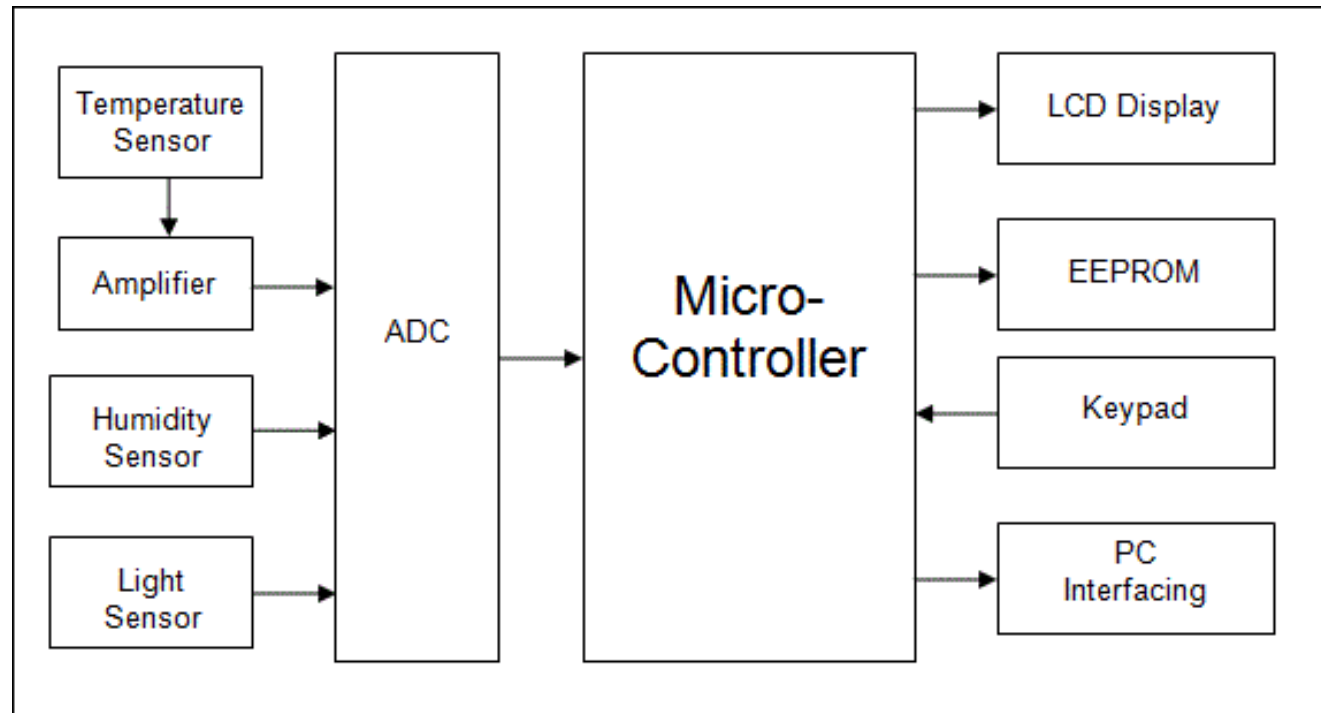 Temperature
Sensor
Amplifier
Humidity
Sensor
Light
Sensor
ADC
Micro-
Controller
LCD Display
EEPROM
Keypad
PC
Interfacing